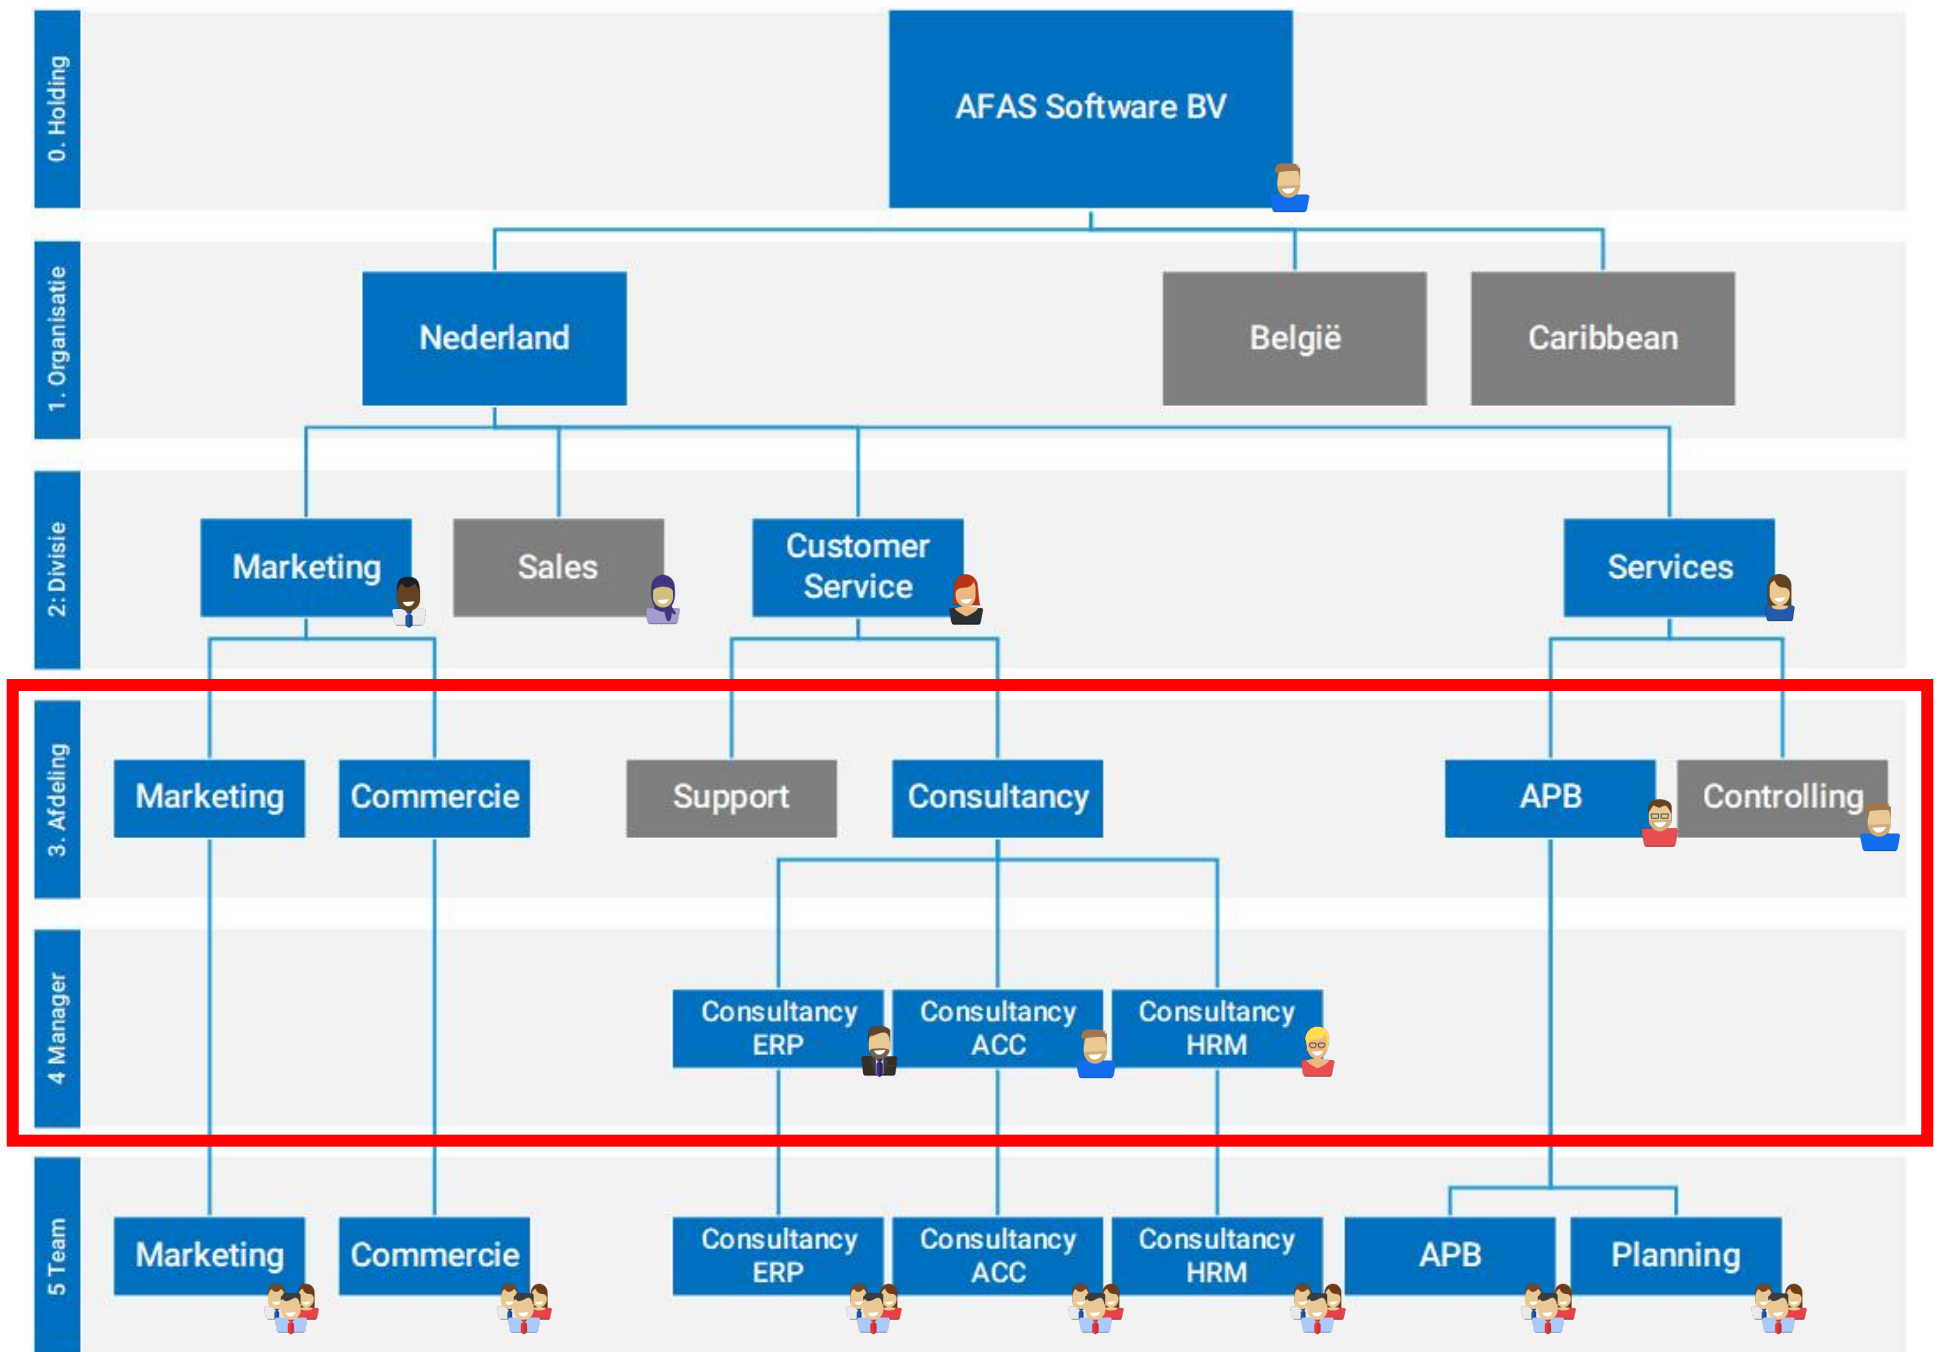 0. Holding
AFAS Software BV
1. Organisatie
Nederland
België
Caribbean
2: Divisie
Marketing
Sales
Customer
Service
Services
3. Afdeling
Marketing
Commercie
Support
Consultancy
APB
Controlling
4 Manager
Consultancy
ERP
Consultancy
ACC
Consultancy
HRM
5 Team
Marketing
Commercie
Consultancy
ERP
Consultancy
ACC
Consultancy
HRM
APB
Planning